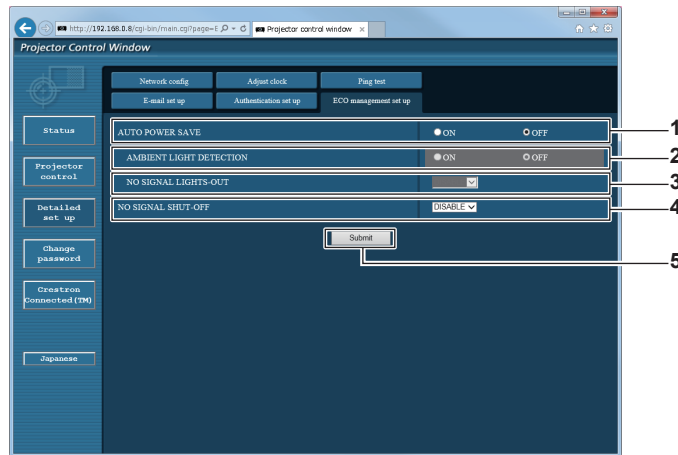 http://192.168.0.8/cgi-bin/main.cgi?page=E
Projector control window
Projector Control Window
Network config
Adjust clock
Ping test
E-mail set up
Authentication set up
ECO management set up
Status
Projector
control
Detailed
set up
Change
password
Crestron
Connected(TM)
Japanese
AUTO POWER SAVE
ON
OFF
1
AMBIENT LIGHT DETECTION
ON
OFF
2
NO SIGNAL LIGHTS-OUT
3
NO SIGNAL SHUT-OFF
DISABLE
4
Submit
5